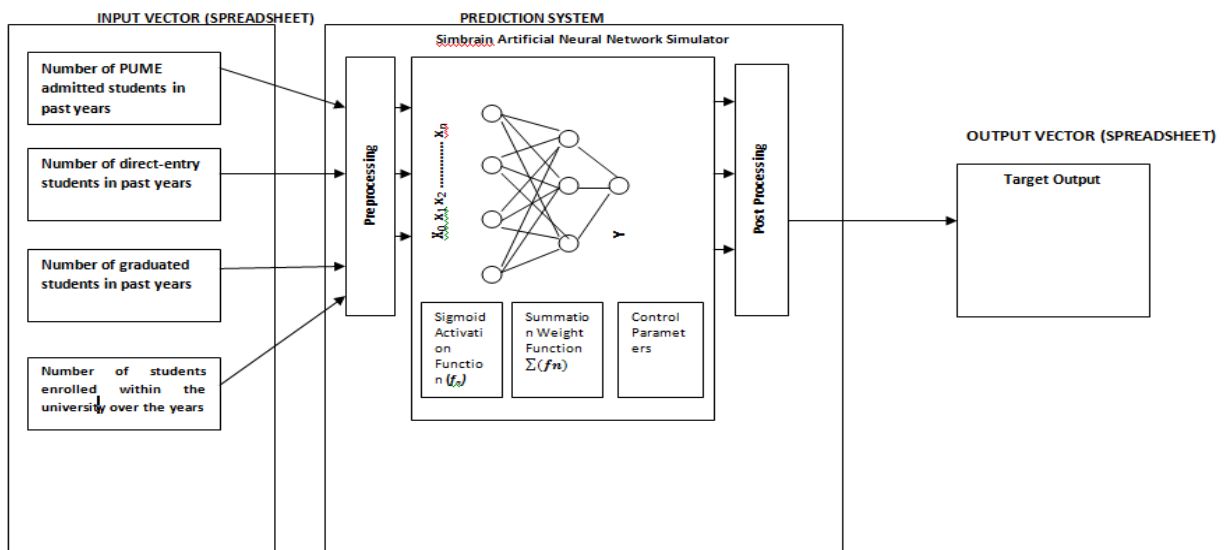 INPUT VECTOR (SPREADSHEET)
PREDICTION SYSTEM
Simbrain Artificial Neural Network Simulator
Number of PUME
admitted students in
past years
Number of direct-entry
students in past years
Number of graduated
students in past years
Number of students
enrolled within the
university over the years
Preprocessing
X₀ x₁ x₂ ............... xₙ
Y
Sigmoid
Activati
on
Functio
n (fₙ)
Summatio
n Weight
Function
∑(fn)
Control
Paramet
ers
Post Processing
OUTPUT VECTOR (SPREADSHEET)
Target Output